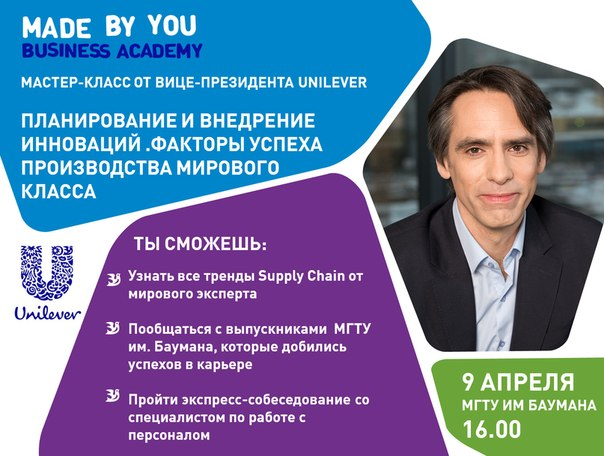 MADE BY YOU
BUSINESS ACADEMY
МАСТЕР-КЛАСС ОТ ВИЦЕ-ПРЕЗИДЕНТА UNILEVER
ПЛАНИРОВАНИЕ И ВНЕДРЕНИЕ
ИННОВАЦИЙ .ФАКТОРЫ УСПЕХА
ПРОИЗВОДСТВА МИРОВОГО
КЛАССА
Unilever
ТЫ СМОЖЕШЬ:
Узнать все тренды Supply Chain от
мирового эксперта
Пообщаться с выпускниками МГТУ
им. Баумана, которые добились
успехов в карьере
Пройти экспресс-собеседование со
специалистом по работе с
персоналом
9 АПРЕЛЯ
МГТУ ИМ БАУМАНА
16.00